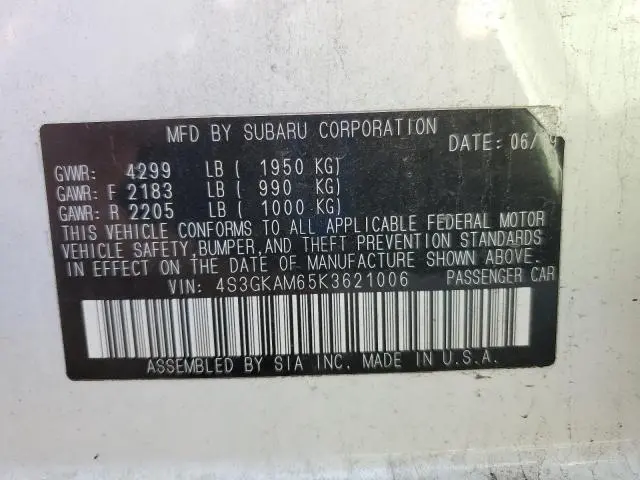 MFD BY SUBARU CORPORATION
DATE: 06/
GVWR: 4299 LB ( 1950 KG)
GAWR: F 2183 LB ( 990 KG)
GAWR: R 2205 LB ( 1000 KG)
THIS VEHICLE CONFORMS TO ALL APPLICABLE FEDERAL MOTOR
VEHICLE SAFETY,BUMPER,AND THEFT PREVENTION STANDARDS
IN EFFECT ON THE DATE OF MANUFACTURE SHOWN ABOVE.
VIN: 4S3GKAM65K3621006 PASSENGER CAR
ASSEMBLED BY SIA INC. MADE IN U.S.A.